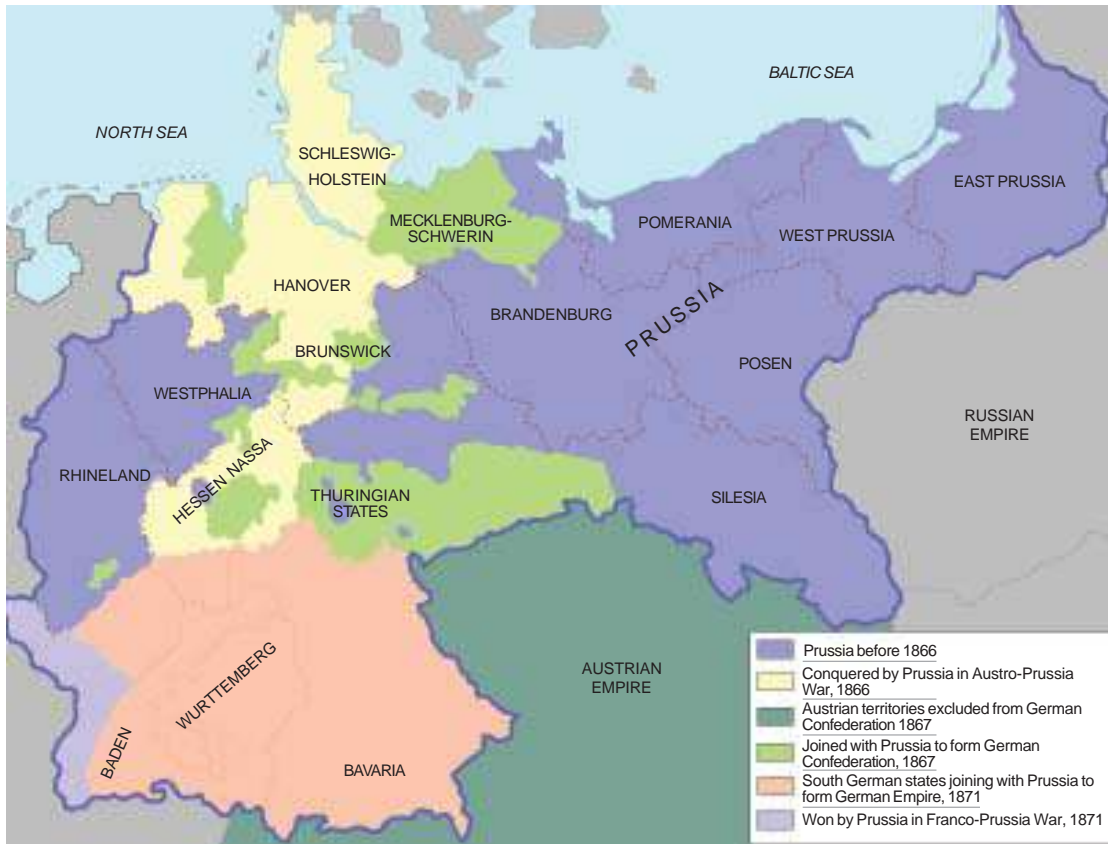 BALTIC SEA
NORTH SEA
SCHLESWIG-
HOLSTEIN
EAST PRUSSIA
MECKLENBURG-
SCHWERIN
POMERANIA
WEST PRUSSIA
HANOVER
BRANDENBURG
PRUSSIA
BRUNSWICK
POSEN
WESTPHALIA
RUSSIAN
EMPIRE
RHINELAND
HESSEN NASSA
THURINGIAN
STATES
SILESIA
AUSTRIAN
EMPIRE
WURTTEMBERG
BADEN
BAVARIA
Prussia before 1866
Conquered by Prussia in Austro-Prussia
War, 1866
Austrian territories excluded from German
Confederation 1867
Joined with Prussia to form German
Confederation, 1867
South German states joining with Prussia to
form German Empire, 1871
Won by Prussia in Franco-Prussia War, 1871